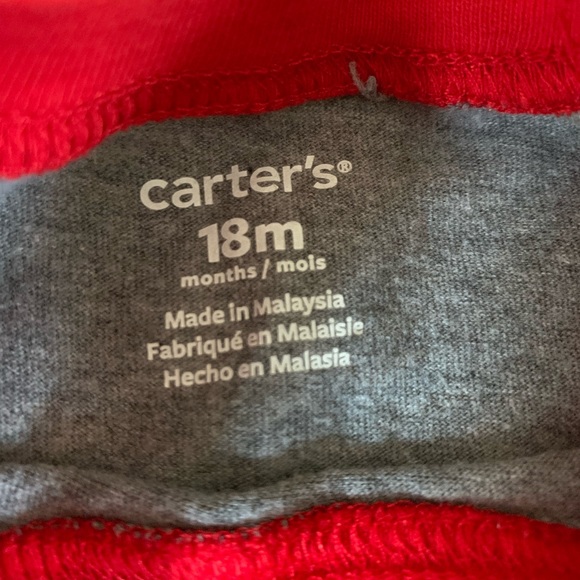 carter's®
18m
months / mois
Made in Malaysia
Fabriqué en Malaisie
Hecho en Malasia